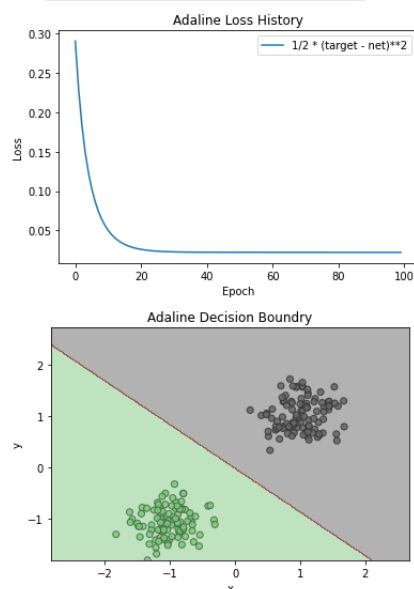 Adaline Loss History
0.30
0.25
0.20
0.15
0.10
0.05
Loss
1/2 * (target - net)**2
0 20 40 60 80 100
Epoch
Adaline Decision Boundry
2
1
0
−1
y
−2 −1 0 1 2
x